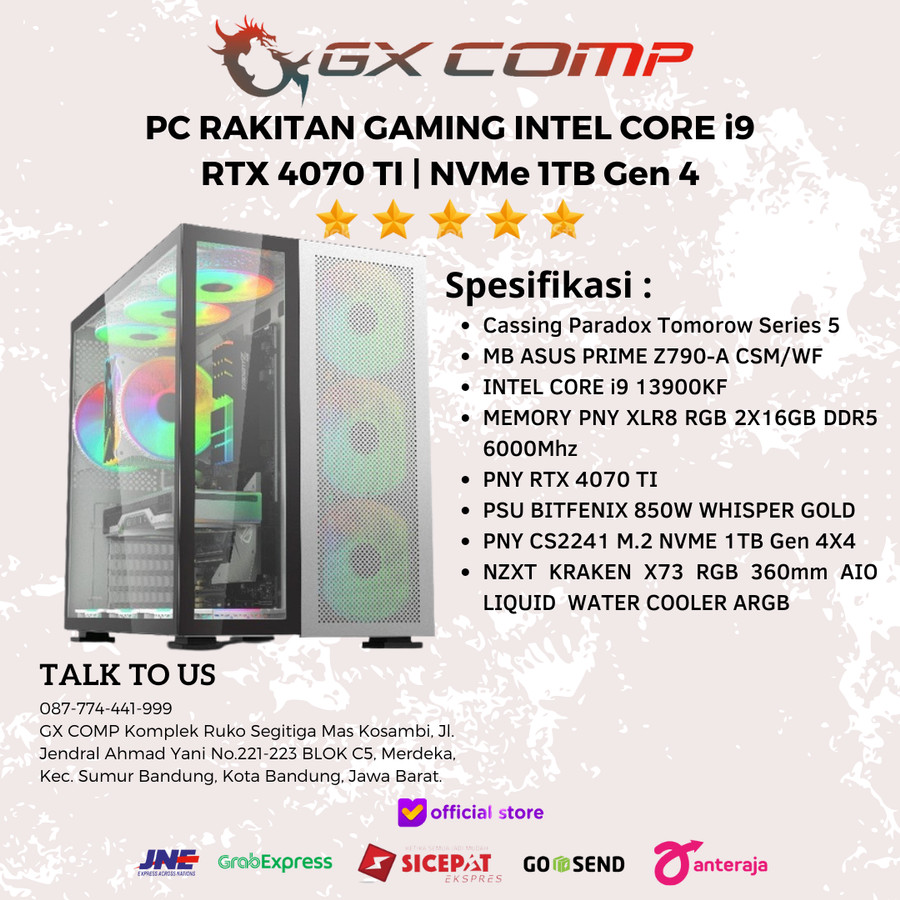 GX COMP
PC RAKITAN GAMING INTEL CORE i9
RTX 4070 TI | NVMe 1TB Gen 4
Spesifikasi :
• Cassing Paradox Tomorow Series 5
• MB ASUS PRIME Z790-A CSM/WF
• INTEL CORE i9 13900KF
• MEMORY PNY XLR8 RGB 2X16GB DDR5
6000Mhz
• PNY RTX 4070 TI
• PSU BITFENIX 850W WHISPER GOLD
• PNY CS2241 M.2 NVME 1TB Gen 4X4
• NZXT KRAKEN X73 RGB 360mm AIO
LIQUID WATER COOLER ARGB
TALK TO US
087-774-441-999
GX COMP Komplek Ruko Segitiga Mas Kosambi, Jl.
Jendral Ahmad Yani No.221-223 BLOK C5, Merdeka,
Kec. Sumur Bandung, Kota Bandung, Jawa Barat.
official store
JNE
EXPRESS ACROSS NATIONS
GrabExpress
SICEPAT
EKSPRES
GO SEND
anteraja